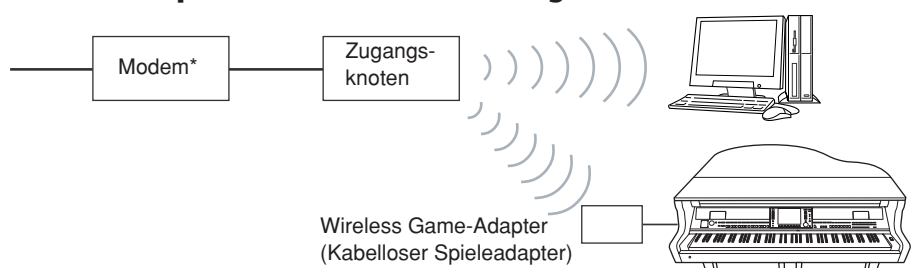 Modem*
Zugangs-
knoten
Wireless Game-Adapter
(Kabelloser Spieleadapter)